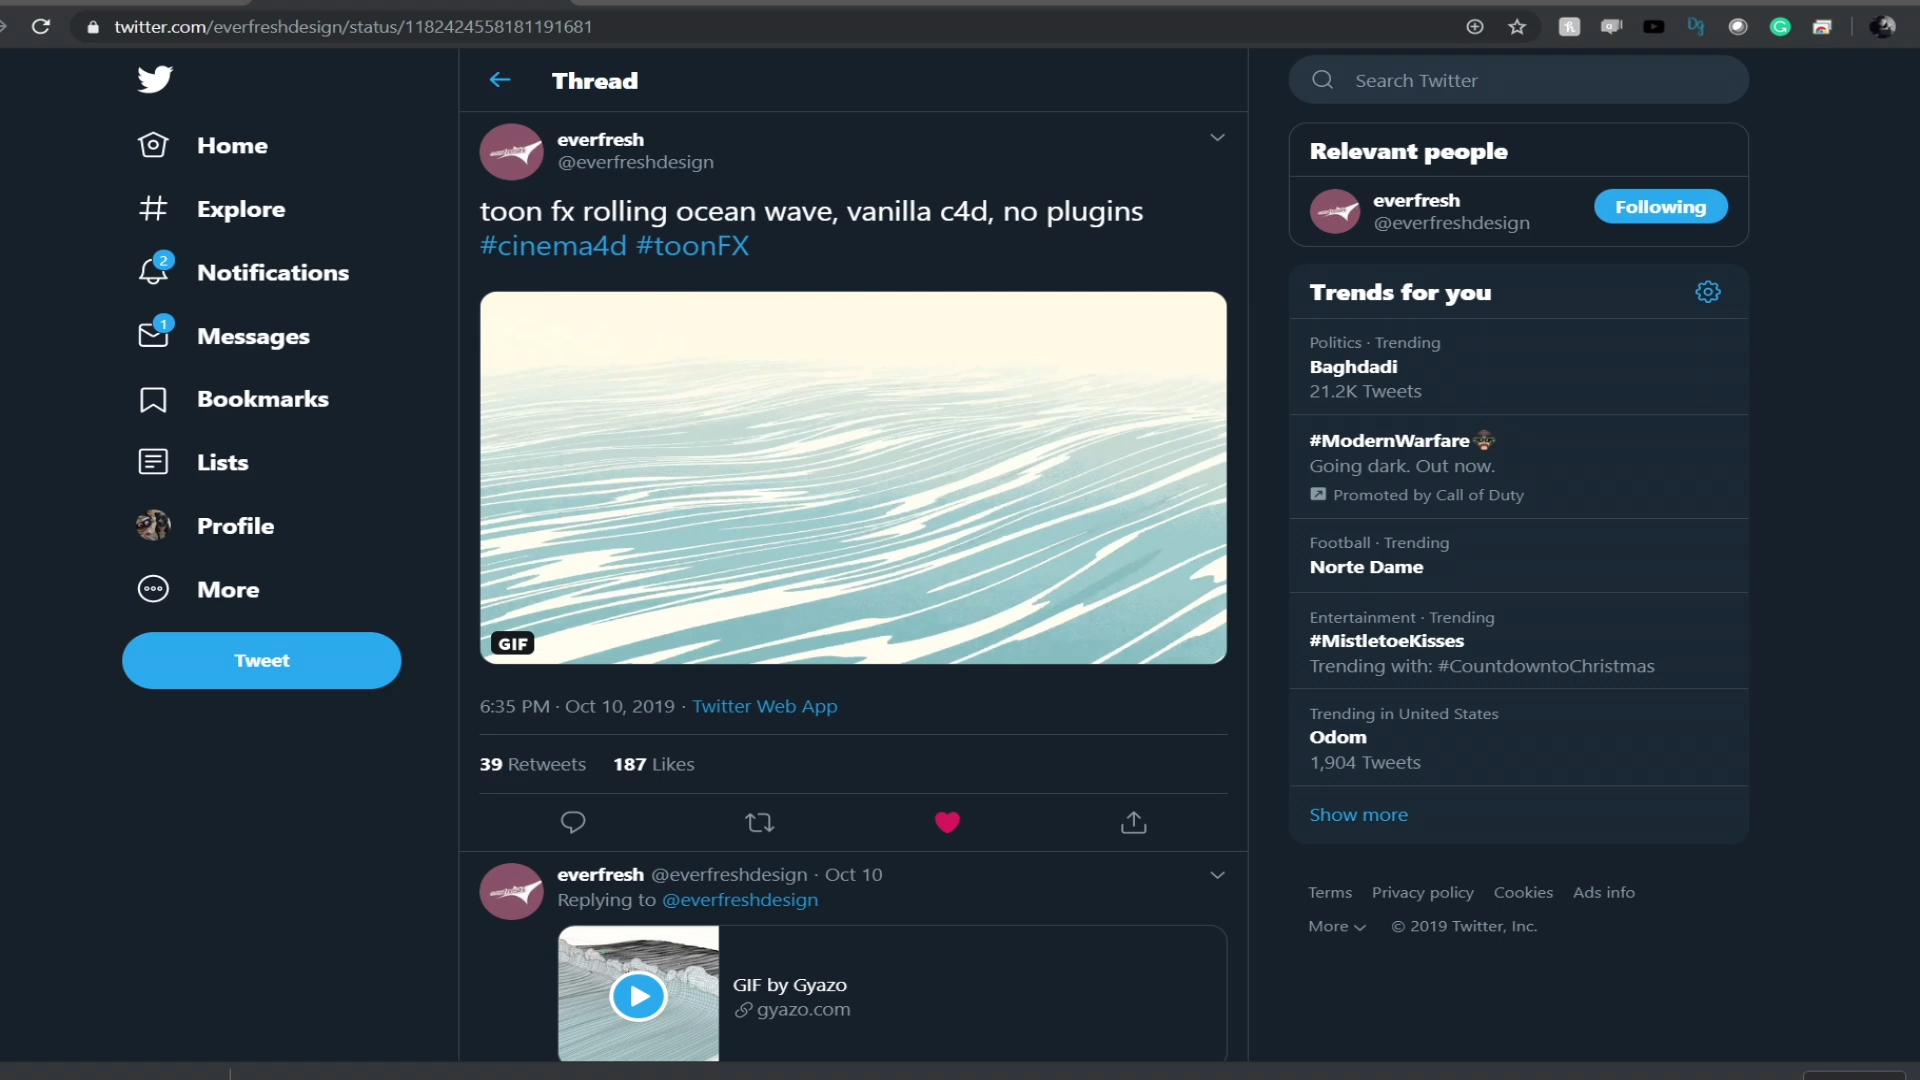 twitter.com/everfreshdesign/status/1182424558181191681
Home
Explore
2
Notifications
1
Messages
Bookmarks
Lists
Profile
More
Tweet
Thread
everfresh
@everfreshdesign
toon fx rolling ocean wave, vanilla c4d, no plugins
#cinema4d #toonFX
GIF
6:35 PM · Oct 10, 2019 · Twitter Web App
39 Retweets 187 Likes
everfresh @everfreshdesign · Oct 10
Replying to @everfreshdesign
GIF by Gyazo
gyazo.com
Search Twitter
Relevant people
everfresh
@everfreshdesign
Following
Trends for you
Politics · Trending
Baghdadi
21.2K Tweets
#ModernWarfare
Going dark. Out now.
Promoted by Call of Duty
Football · Trending
Norte Dame
Entertainment · Trending
#MistletoeKisses
Trending with: #CountdowntoChristmas
Trending in United States
Odom
1,904 Tweets
Show more
Terms Privacy policy Cookies Ads info
More © 2019 Twitter, Inc.